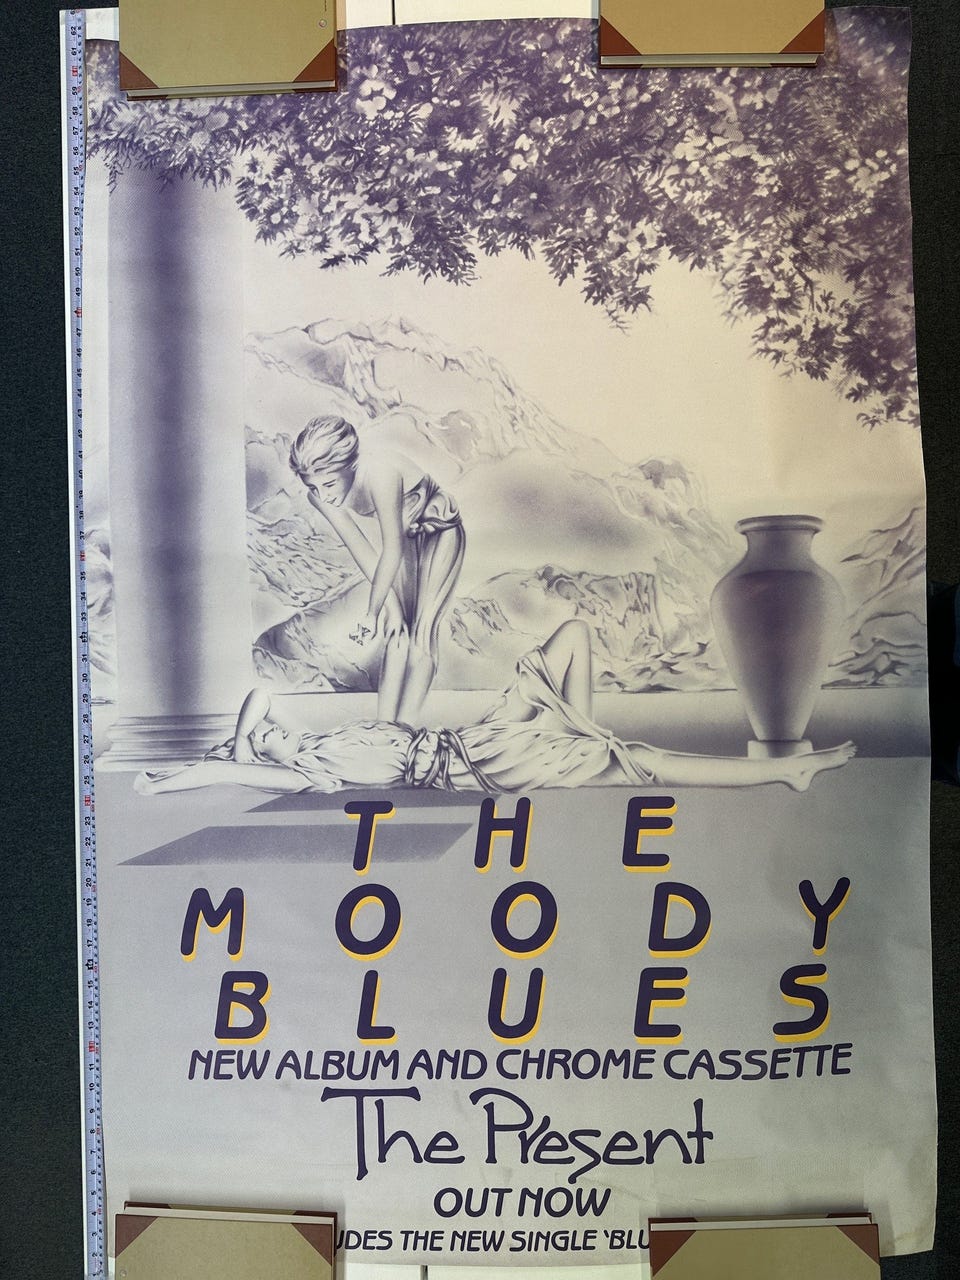 THE
MOODY
BLUES
NEW ALBUM AND CHROME CASSETTE
The Present
OUT NOW
UDES THE NEW SINGLE 'BLU